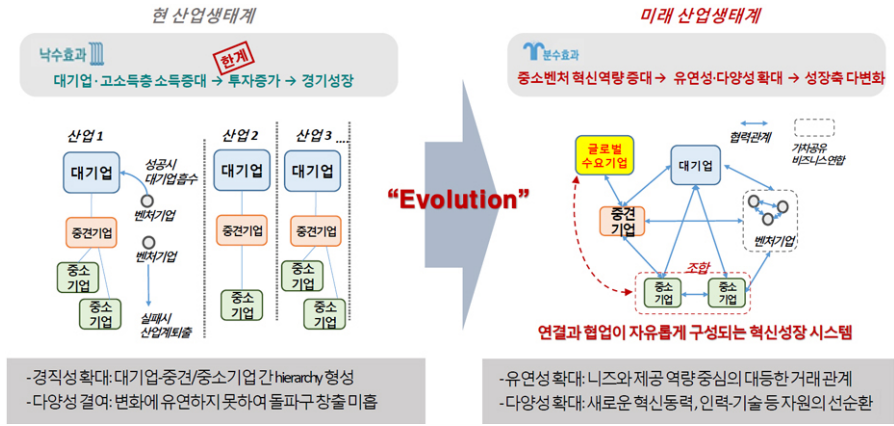 현 산업생태계
낙수효과
한계
대기업·고소득층 소득증대 → 투자증가 → 경기성장
산업 1
산업 2
산업 3
....
대기업
성공시
대기업흡수
벤처기업
중견기업
벤처기업
중소
기업
중소
기업
실패시
산업계퇴출
대기업
중견기업
중소
기업
대기업
중견기업
중소
기업
중소
기업
“Evolution”
미래 산업생태계
분수효과
중소벤처 혁신역량 증대 → 유연성·다양성 확대 → 성장축 다변화
협력관계
가치공유
비즈니스연합
글로벌
수요기업
대기업
중견
기업
벤처기업
조합
중소
기업
중소
기업
연결과 협업이 자유롭게 구성되는 혁신성장 시스템
- 경직성 확대: 대기업-중견/중소기업 간 hierarchy 형성
- 다양성 결여: 변화에 유연하지 못하여 돌파구 창출 미흡
- 유연성 확대: 니즈와 제공 역량 중심의 대등한 거래 관계
- 다양성 확대: 새로운 혁신동력, 인력-기술 등 자원의 선순환